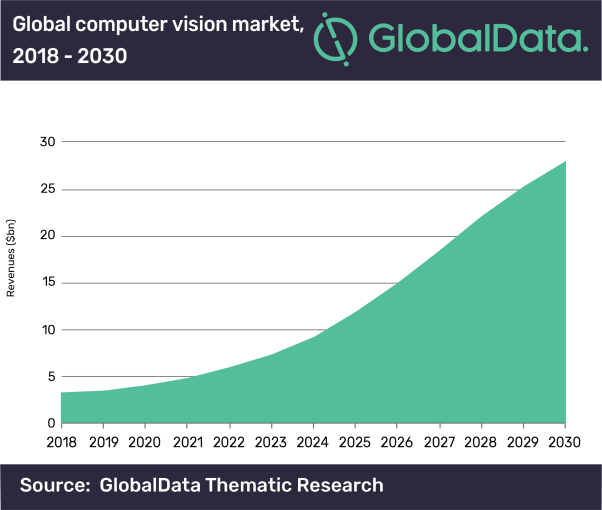 Global computer vision market,
2018 - 2030
GlobalData.
30
25
20
15
10
5
0
Revenues ($bn)
2018 2019 2020 2021 2022 2023 2024 2025 2026 2027 2028 2029 2030
Source: GlobalData Thematic Research